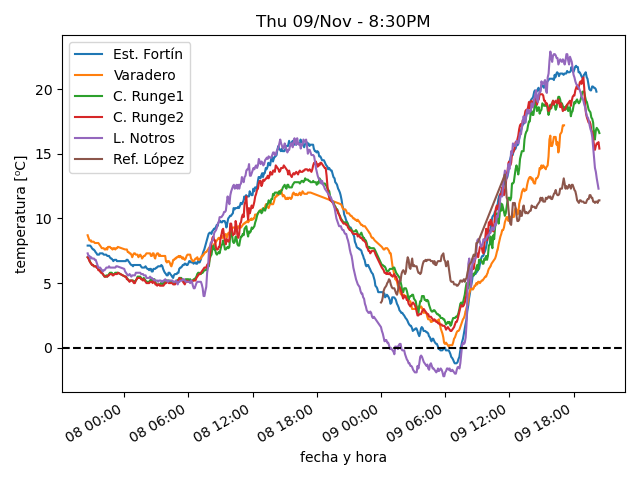 Thu 09/Nov - 8:30PM
Est. Fortín
Varadero
C. Runge1
C. Runge2
L. Notros
Ref. López
temperatura [ºC]
20
15
10
5
0
08 00:00
08 06:00
08 12:00
08 18:00
09 00:00
09 06:00
09 12:00
09 18:00
fecha y hora